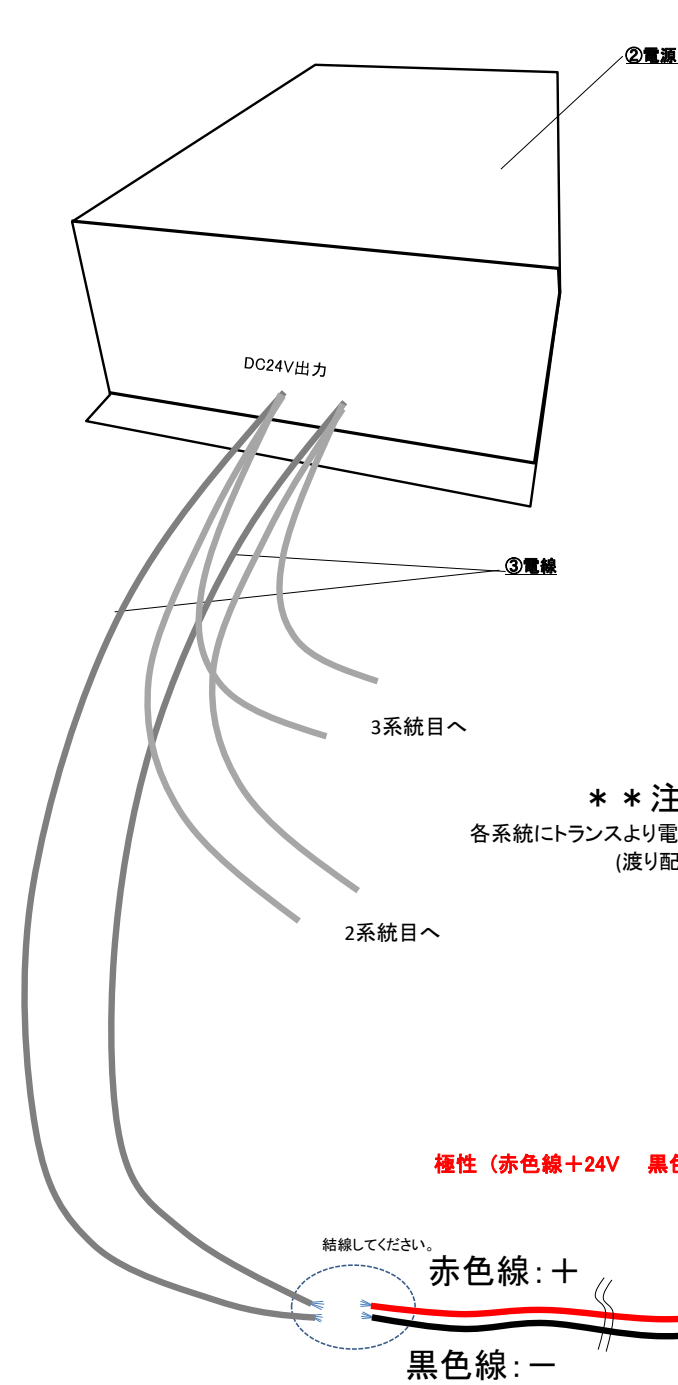 ②電源
DC24V出力
③電線
3系統目へ
＊＊注
各系統にトランスより電
(渡り配
2系統目へ
極性（赤色線＋24V　黒色
結線してください。
赤色線：＋
黒色線：－